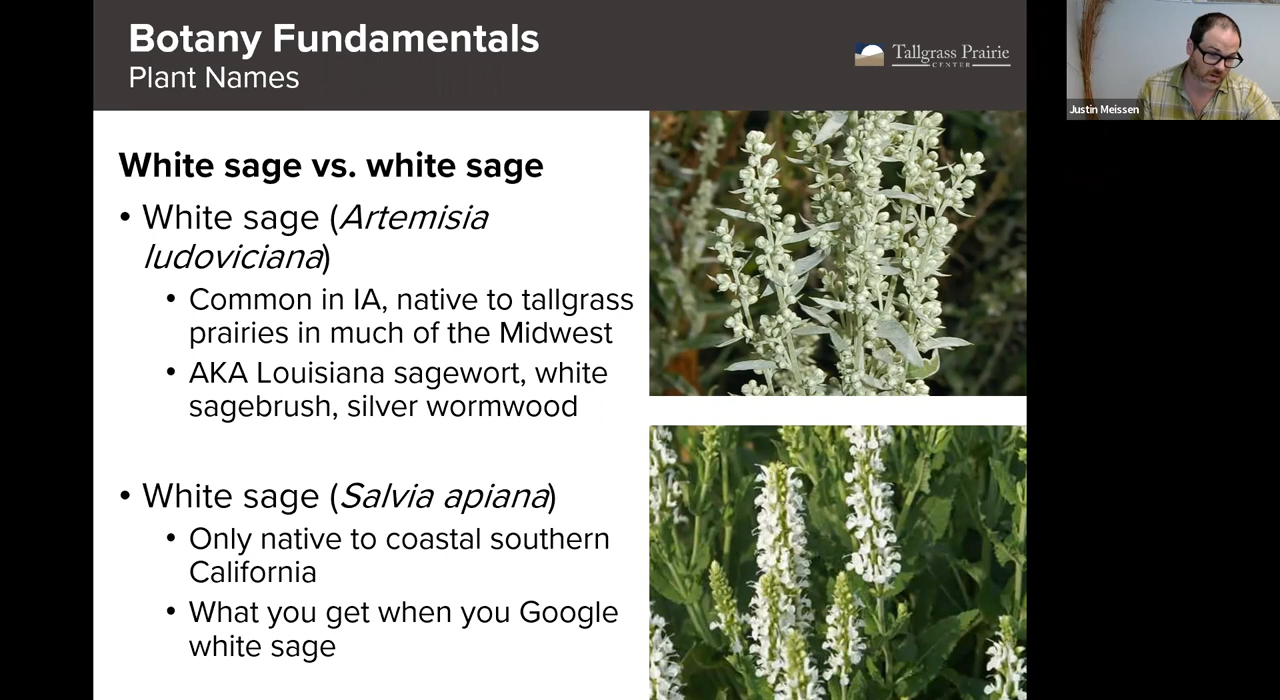 Botany Fundamentals
Plant Names
Tallgrass Prairie
CENTER
Justin Meissen
White sage vs. white sage
• White sage (Artemisia
ludoviciana)
• Common in IA, native to tallgrass
prairies in much of the Midwest
• AKA Louisiana sagewort, white
sagebrush, silver wormwood
• White sage (Salvia apiana)
• Only native to coastal southern
California
• What you get when you Google
white sage